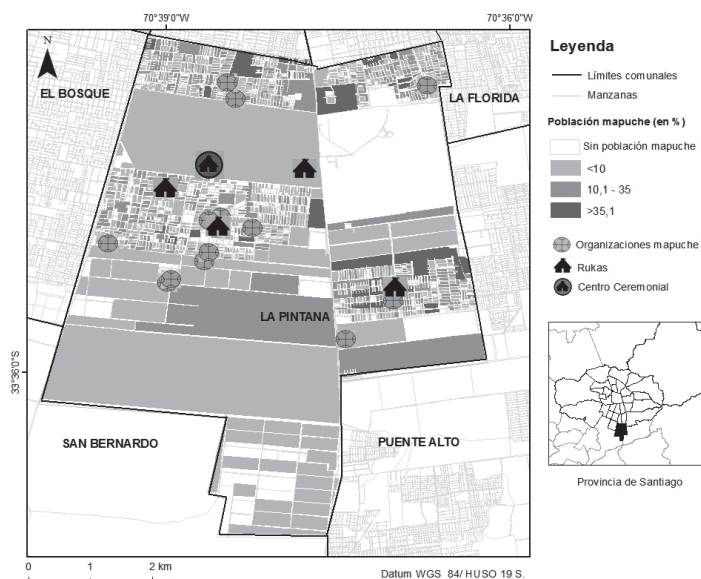 70°39'0"W
70°36'0"W
N
EL BOSQUE
LA FLORIDA
LA PINTANA
33°36'0"S
SAN BERNARDO
PUENTE ALTO
0 1 2 km
Datum WGS 84/ HUSO 19 S.
Leyenda
Límites comunales
Manzanas
Población mapuche (en %)
Sin población mapuche
<10
10,1 - 35
>35,1
Organizaciones mapuche
Rukas
Centro Ceremonial
Provincia de Santiago